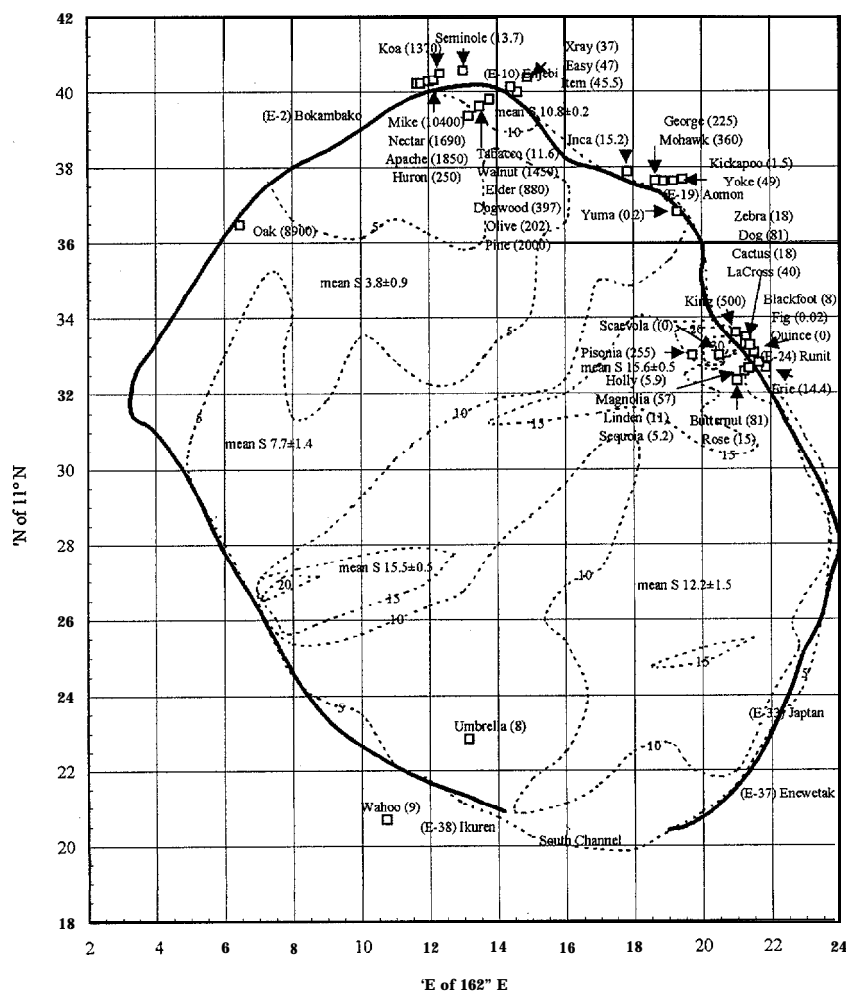 42
40
38
36
34
32
30
28
26
24
22
20
18
'N of 11° N
Koa (1370)
Seminole (13.7)
Xray (37)
Easy (47)
Item (45.5)
(E-10) Enjebi
mean S 10.8±0.2
10
(E-2) Bokambako
Mike (10400)
Nectar (1690)
Apache (1850)
Huron (250)
Tabacco (11.6)
Walnut (1450)
Elder (880)
Dogwood (397)
Olive (202)
Pine (2000)
Inca (15.2)
George (225)
Mohawk (360)
Kickapoo (1.5)
Yoke (49)
(E-19) Aomon
Yuma (0.2)
Zebra (18)
Dog (81)
Cactus (18)
LaCross (40)
Oak (8900)
5
mean S 3.8±0.9
5
King (500)
Blackfoot (8)
Fig (0.02)
Quince (0)
Scaevola (0)
20
30
Pisonia (255)
mean S 15.6±0.5
(E-24) Runit
Holly (5.9)
Magnolia (57)
Linden (11)
Sequoia (5.2)
Erie (14.4)
Butternut (81)
Rose (15)
15
5
10
15
mean S 7.7±1.4
mean S 15.5±0.5
20
15
10
10
mean S 12.2±1.5
15
5
5
(E-33) Japtan
Umbrella (8)
10
(E-37) Enewetak
Wahoo (9)
(E-38) Ikuren
South Channel
2
4
6
8
10
12
14
16
18
20
22
24
'E of 162" E